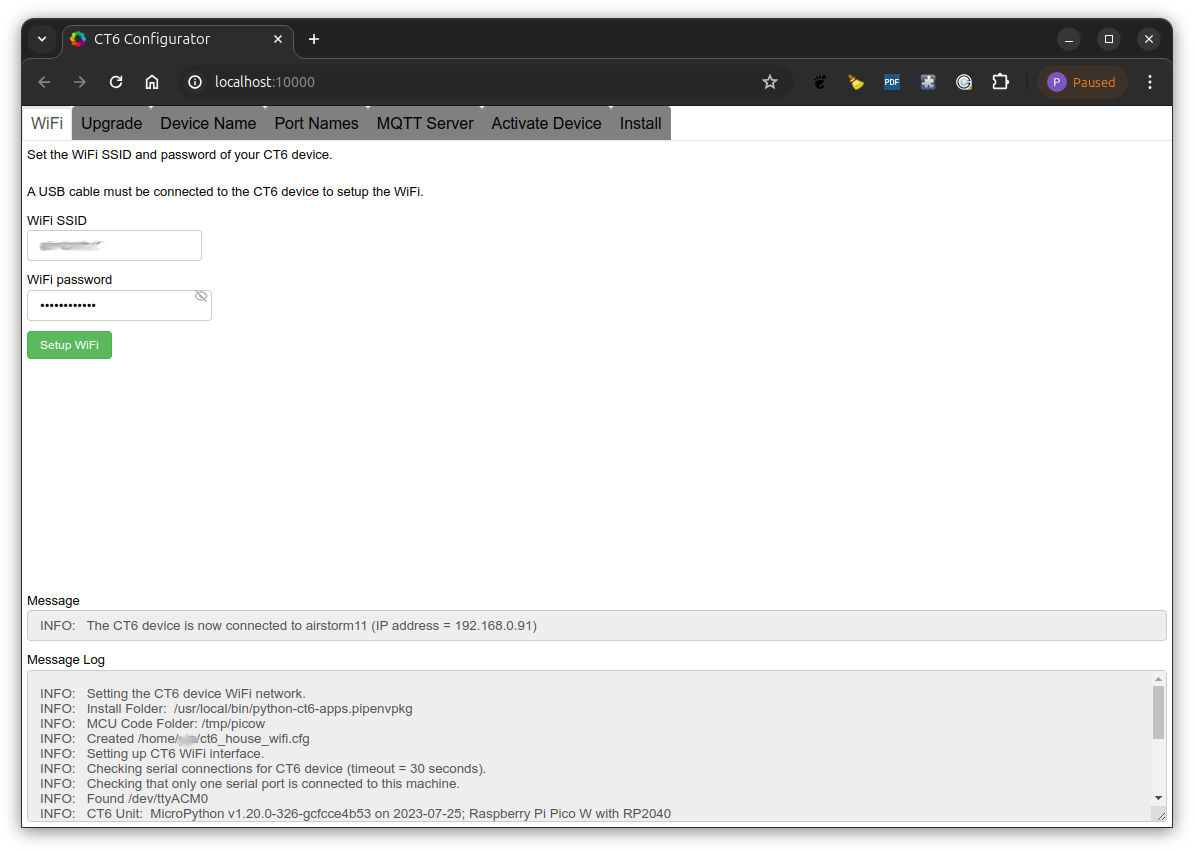 CT6 Configurator
localhost:10000
PDF
P Paused
WiFi Upgrade Device Name Port Names MQTT Server Activate Device Install
Set the WiFi SSID and password of your CT6 device.
A USB cable must be connected to the CT6 device to setup the WiFi.
WiFi SSID
WiFi password
••••••••••••
Setup WiFi
Message
INFO: The CT6 device is now connected to airstorm11 (IP address = 192.168.0.91)
Message Log
INFO: Setting the CT6 device WiFi network.
INFO: Install Folder: /usr/local/bin/python-ct6-apps.pipenvpkg
INFO: MCU Code Folder: /tmp/picow
INFO: Created /home/ /ct6_house_wifi.cfg
INFO: Setting up CT6 WiFi interface.
INFO: Checking serial connections for CT6 device (timeout = 30 seconds).
INFO: Checking that only one serial port is connected to this machine.
INFO: Found /dev/ttyACM0
INFO: CT6 Unit: MicroPython v1.20.0-326-gcfcce4b53 on 2023-07-25; Raspberry Pi Pico W with RP2040